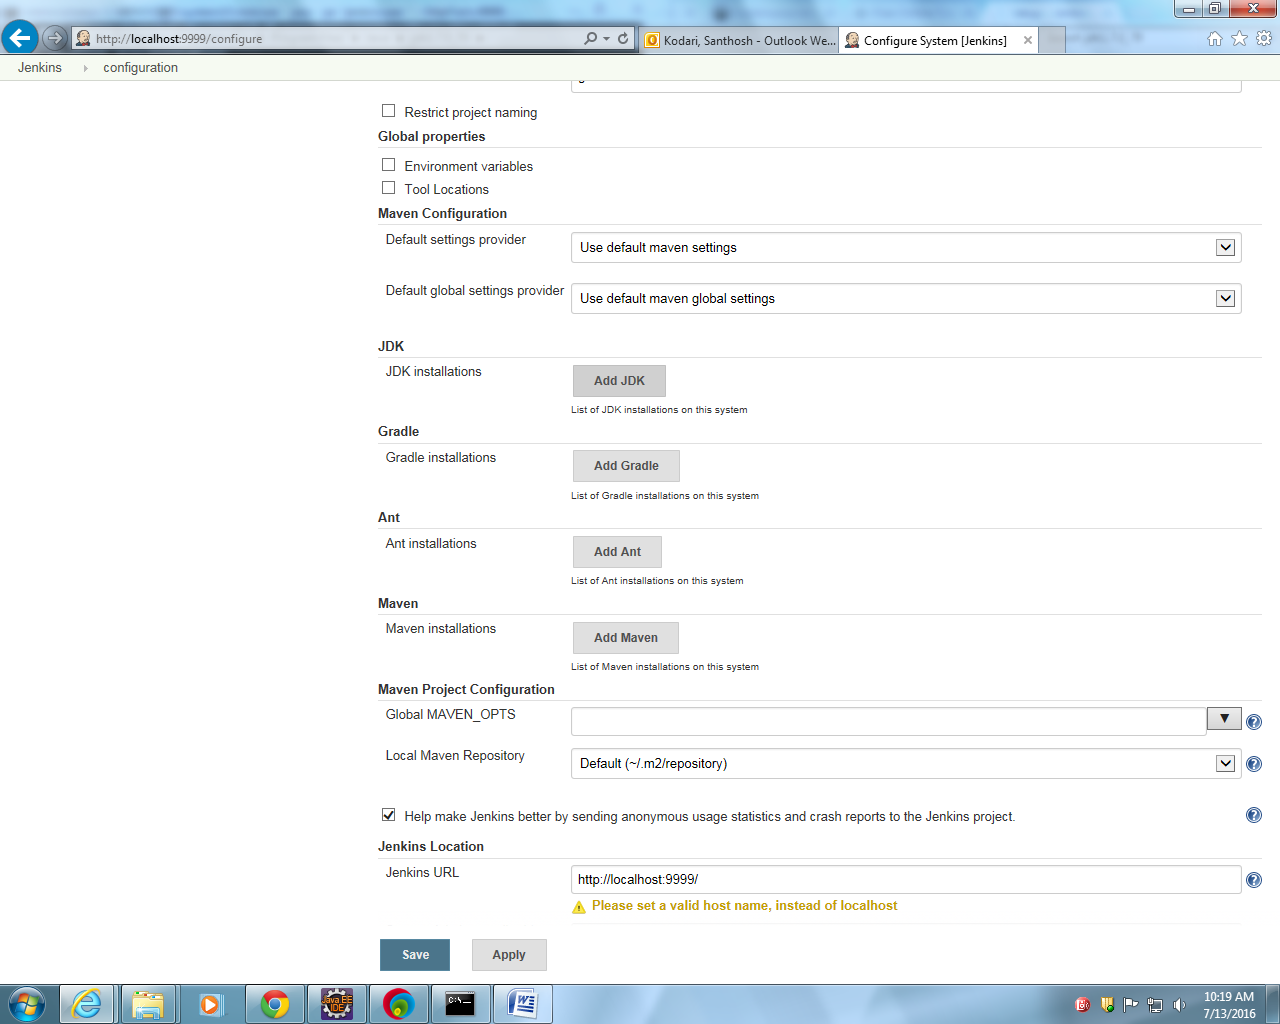 http://localhost:9999/configure
Kodari, Santhosh - Outlook We...
Configure System [Jenkins]
Jenkins configuration
Restrict project naming
Global properties
Environment variables
Tool Locations
Maven Configuration
Default settings provider
Use default maven settings
Default global settings provider
Use default maven global settings
JDK
JDK installations
Add JDK
List of JDK installations on this system
Gradle
Gradle installations
Add Gradle
List of Gradle installations on this system
Ant
Ant installations
Add Ant
List of Ant installations on this system
Maven
Maven installations
Add Maven
List of Maven installations on this system
Maven Project Configuration
Global MAVEN_OPTS
Local Maven Repository
Default (~/.m2/repository)
Help make Jenkins better by sending anonymous usage statistics and crash reports to the Jenkins project.
Jenkins Location
Jenkins URL
http://localhost:9999/
Please set a valid host name, instead of localhost
Save
Apply
Java EE
IDE
C:\_
10:19 AM
7/13/2016